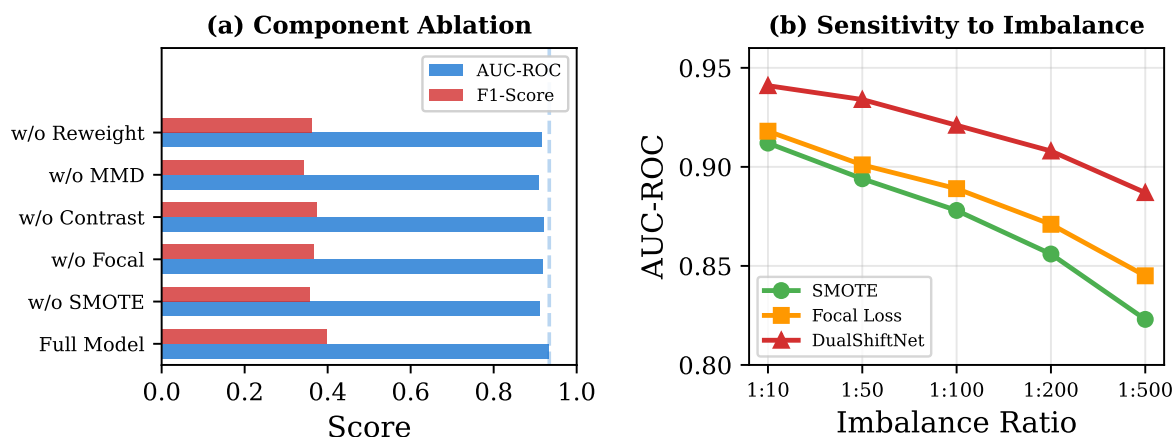 (a) Component Ablation
AUC-ROC
F1-Score
w/o Reweight
w/o MMD
w/o Contrast
w/o Focal
w/o SMOTE
Full Model
0.0 0.2 0.4 0.6 0.8 1.0
Score
(b) Sensitivity to Imbalance
AUC-ROC
0.95
0.90
0.85
0.80
SMOTE
Focal Loss
DualShiftNet
1:10 1:50 1:100 1:200 1:500
Imbalance Ratio